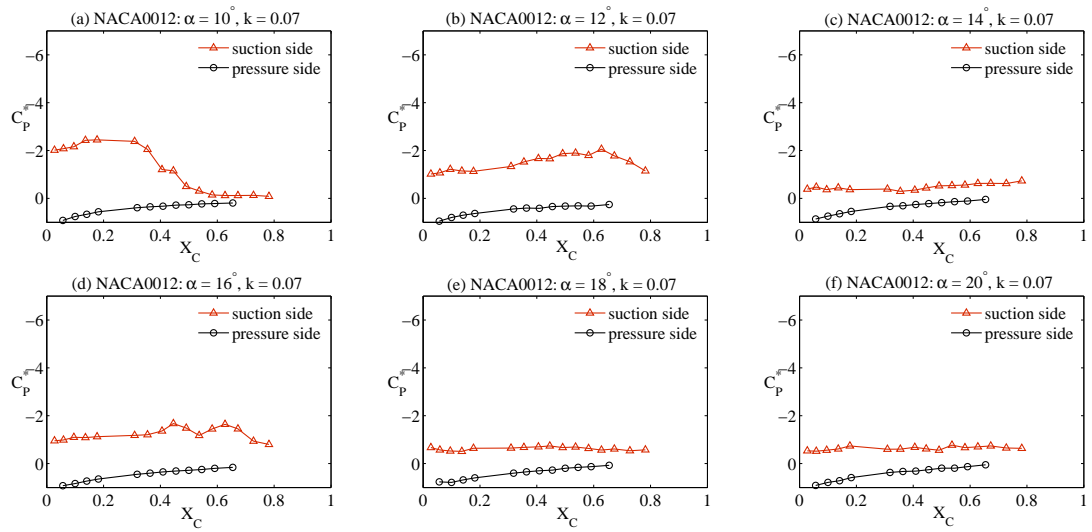 (a) NACA0012: α = 10°, k = 0.07
suction side
pressure side
−6
−4
−2
0
C_P^*
0 0.2 0.4 0.6 0.8 1
X_C
(b) NACA0012: α = 12°, k = 0.07
suction side
pressure side
−6
−4
−2
0
C_P^*
0 0.2 0.4 0.6 0.8 1
X_C
(c) NACA0012: α = 14°, k = 0.07
suction side
pressure side
−6
−4
−2
0
C_P^*
0 0.2 0.4 0.6 0.8 1
X_C
(d) NACA0012: α = 16°, k = 0.07
suction side
pressure side
−6
−4
−2
0
C_P^*
0 0.2 0.4 0.6 0.8 1
X_C
(e) NACA0012: α = 18°, k = 0.07
suction side
pressure side
−6
−4
−2
0
C_P^*
0 0.2 0.4 0.6 0.8 1
X_C
(f) NACA0012: α = 20°, k = 0.07
suction side
pressure side
−6
−4
−2
0
C_P^*
0 0.2 0.4 0.6 0.8 1
X_C